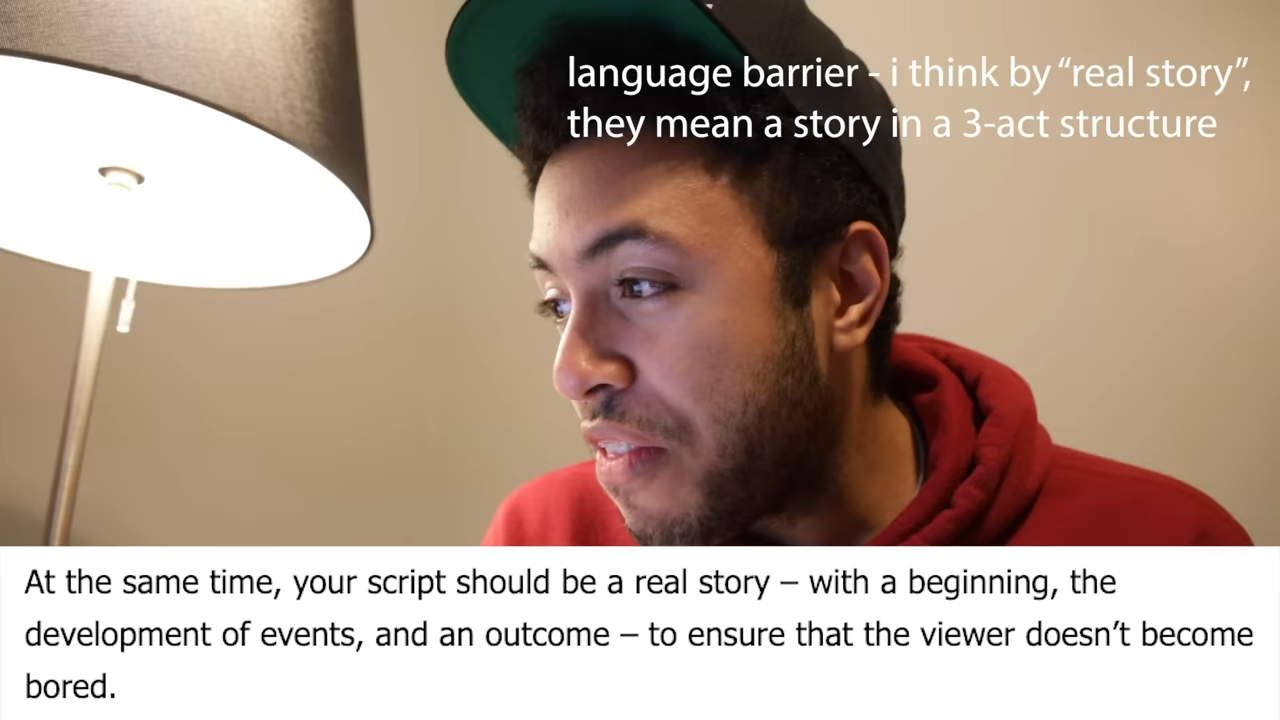 language barrier - i think by “real story”,
they mean a story in a 3-act structure
At the same time, your script should be a real story – with a beginning, the
development of events, and an outcome – to ensure that the viewer doesn’t become
bored.